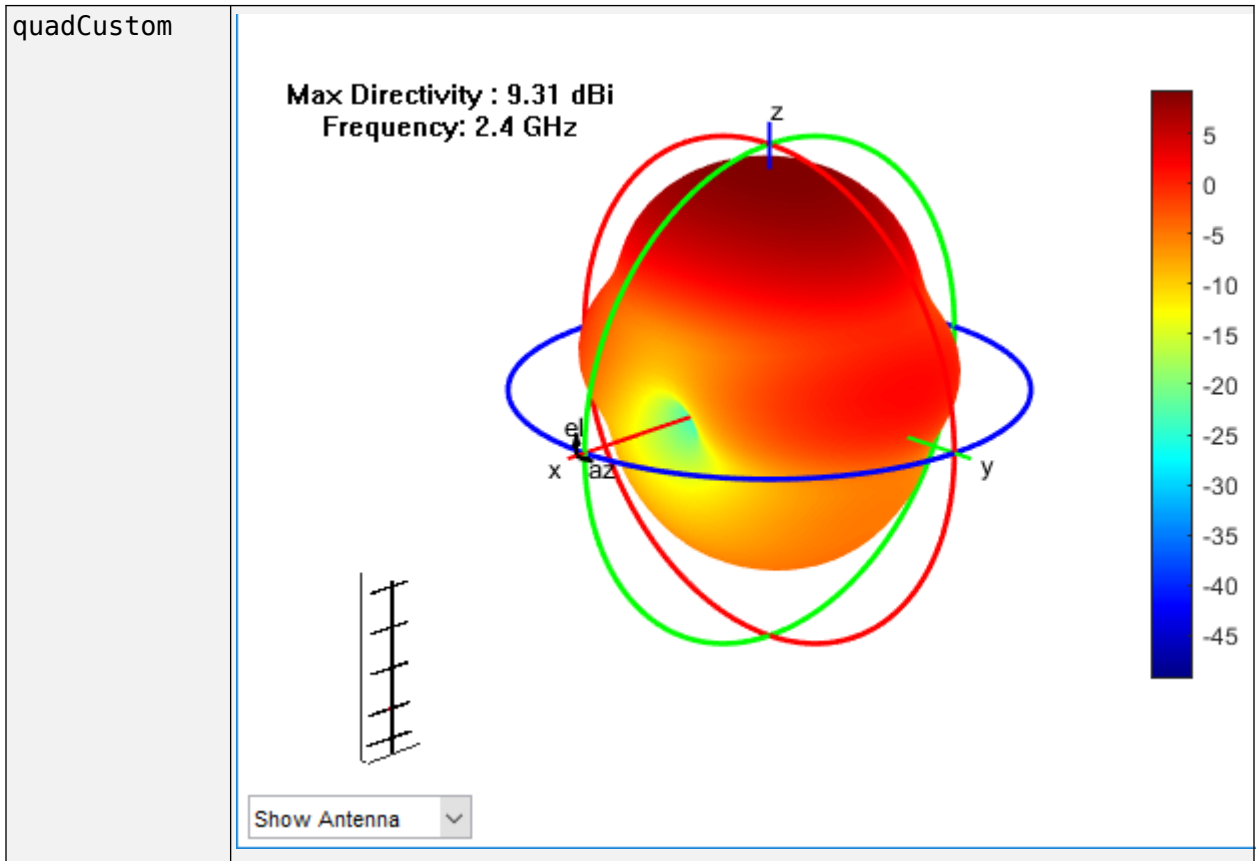 quadCustom
Max Directivity : 9.31 dBi
Frequency: 2.4 GHz
z
el
x
az
y
5
0
-5
-10
-15
-20
-25
-30
-35
-40
-45
Show Antenna